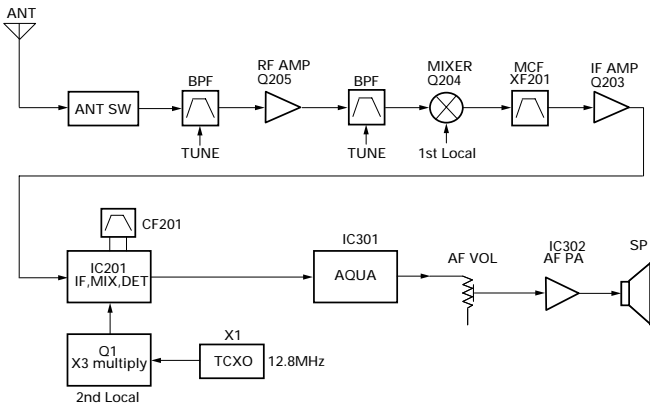 ANT
ANT SW
BPF
TUNE
RF AMP
Q205
BPF
TUNE
MIXER
Q204
1st Local
MCF
XF201
IF AMP
Q203
CF201
IC201
IF,MIX,DET
IC301
AQUA
AF VOL
IC302
AF PA
SP
Q1
X3 multiply
2nd Local
X1
TCXO
12.8MHz